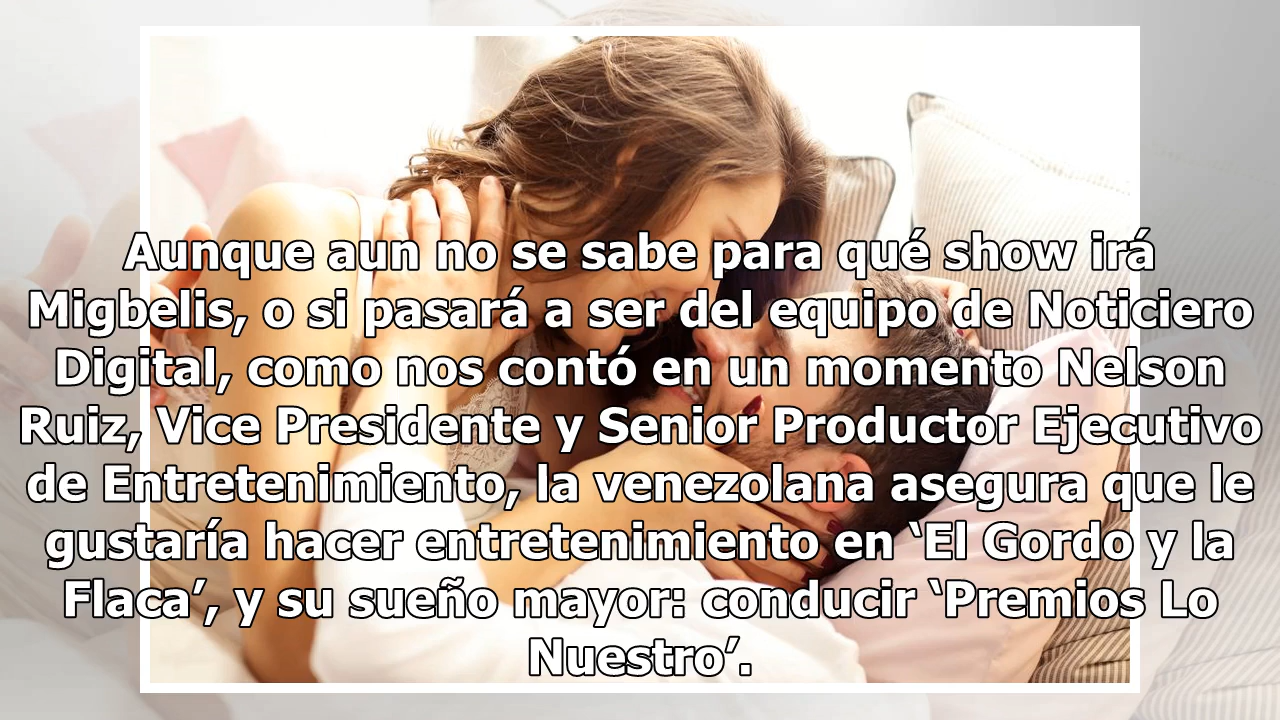 Aunque aun no se sabe para qué show irá
Migbelis, o si pasará a ser del equipo de Noticiero
Digital, como nos contó en un momento Nelson
Ruiz, Vice Presidente y Senior Productor Ejecutivo
de Entretenimiento, la venezolana asegura que le
gustaría hacer entretenimiento en ‘El Gordo y la
Flaca’, y su sueño mayor: conducir ‘Premios Lo
Nuestro’.